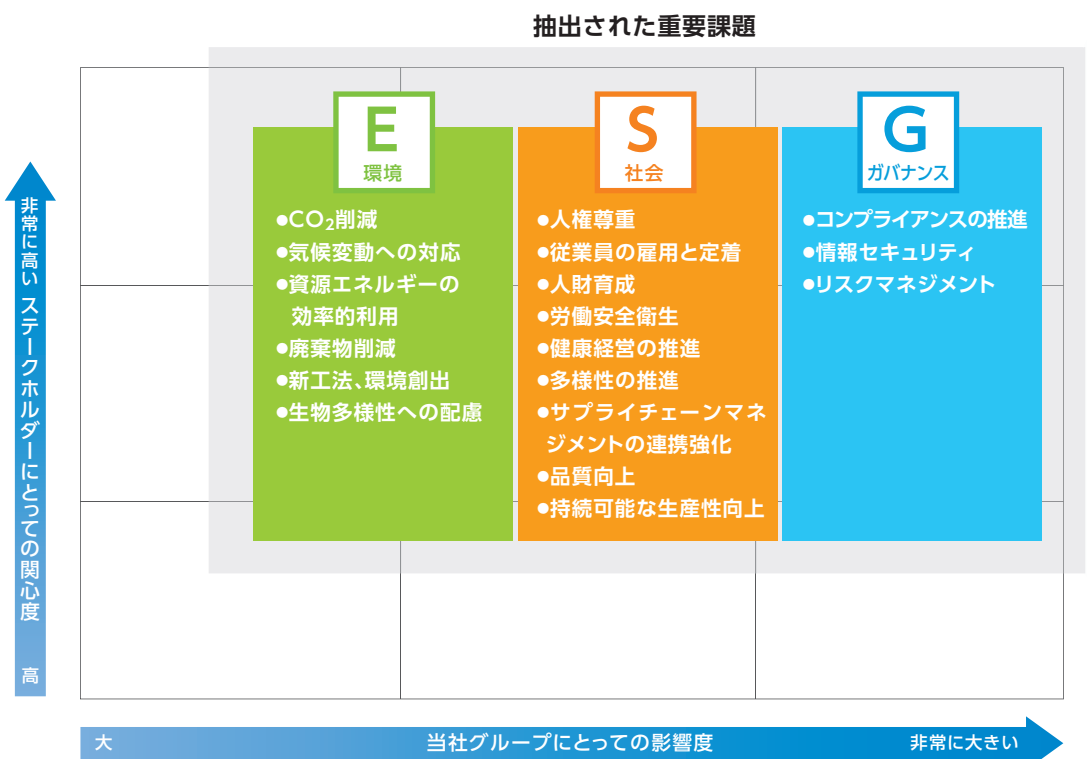 抽出された重要課題
E
環境
●CO₂削減
●気候変動への対応
●資源エネルギーの
効率的利用
●廃棄物削減
●新工法、環境創出
●生物多様性への配慮
S
社会
●人権尊重
●従業員の雇用と定着
●人財育成
●労働安全衛生
●健康経営の推進
●多様性の推進
●サプライチェーンマネ
ジメントの連携強化
●品質向上
●持続可能な生産性向上
G
ガバナンス
●コンプライアンスの推進
●情報セキュリティ
●リスクマネジメント
非常に高い ステークホルダーにとっての関心度 高
大 当社グループにとっての影響度 非常に大きい